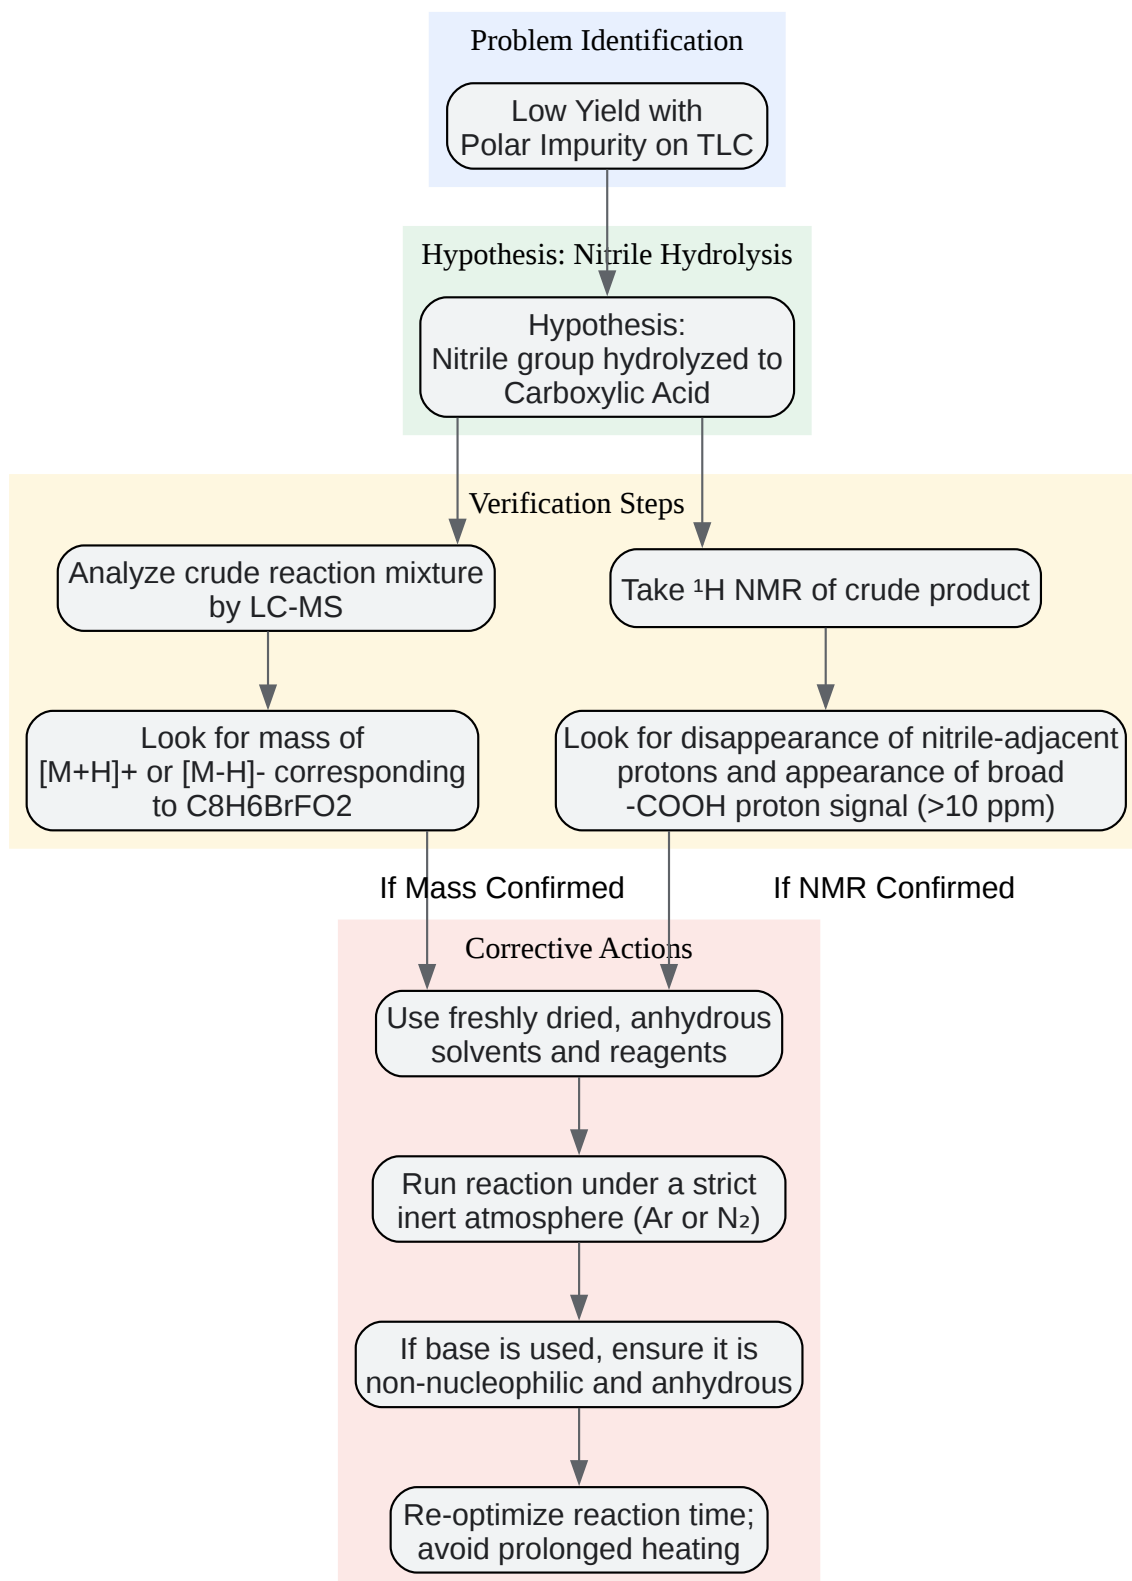 Problem Identification
Low Yield with
Polar Impurity on TLC
Hypothesis: Nitrile Hydrolysis
Hypothesis:
Nitrile group hydrolyzed to
Carboxylic Acid
Verification Steps
Analyze crude reaction mixture
by LC-MS
Take ¹H NMR of crude product
Look for mass of
[M+H]+ or [M-H]- corresponding
to C8H6BrFO2
Look for disappearance of nitrile-adjacent
protons and appearance of broad
-COOH proton signal (>10 ppm)
If Mass Confirmed
If NMR Confirmed
Corrective Actions
Use freshly dried, anhydrous
solvents and reagents
Run reaction under a strict
inert atmosphere (Ar or N₂)
If base is used, ensure it is
non-nucleophilic and anhydrous
Re-optimize reaction time;
avoid prolonged heating